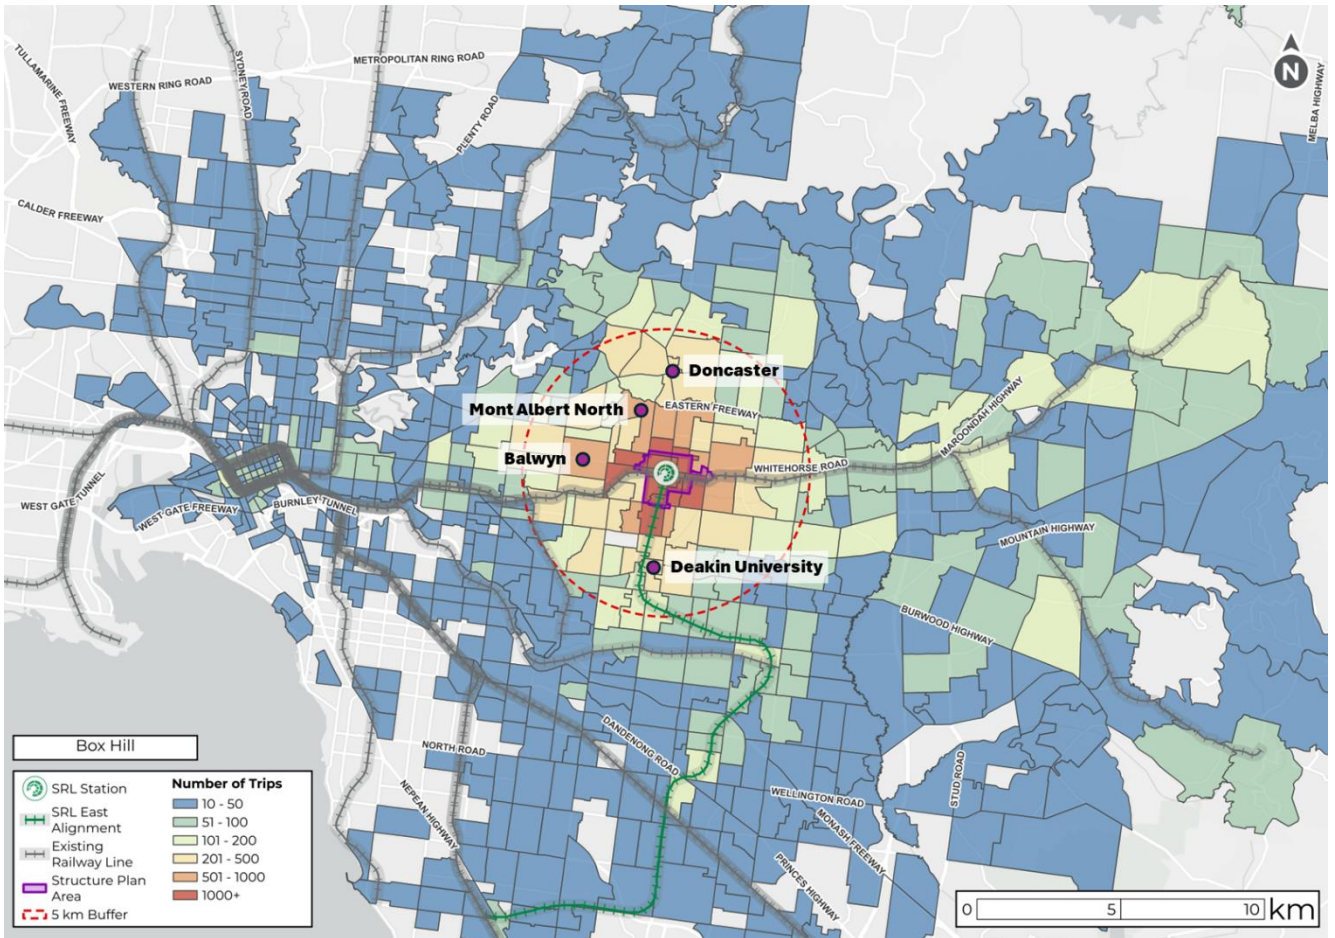 TULLAMARINE FREEWAY
SYDNEY ROAD
METROPOLITAN RING ROAD
WESTERN RING ROAD
PLENTY ROAD
MELBA HIGHWAY
N
CALDER FREEWAY
Doncaster
Mont Albert North
EASTERN FREEWAY
Balwyn
WHITEHORSE ROAD
MAROONDAH HIGHWAY
WEST GATE TUNNEL
WEST GATE FREEWAY
BURNLEY TUNNEL
MOUNTAIN HIGHWAY
Deakin University
BURWOOD HIGHWAY
DANDENONG ROAD
NORTH ROAD
NEPEAN HIGHWAY
WELLINGTON ROAD
STUD ROAD
MONASH FREEWAY
PRINCES HIGHWAY
Box Hill
SRL Station
SRL East
Alignment
Existing
Railway Line
Structure Plan
Area
5 km Buffer
Number of Trips
10 - 50
51 - 100
101 - 200
201 - 500
501 - 1000
1000+
0 5 10 km